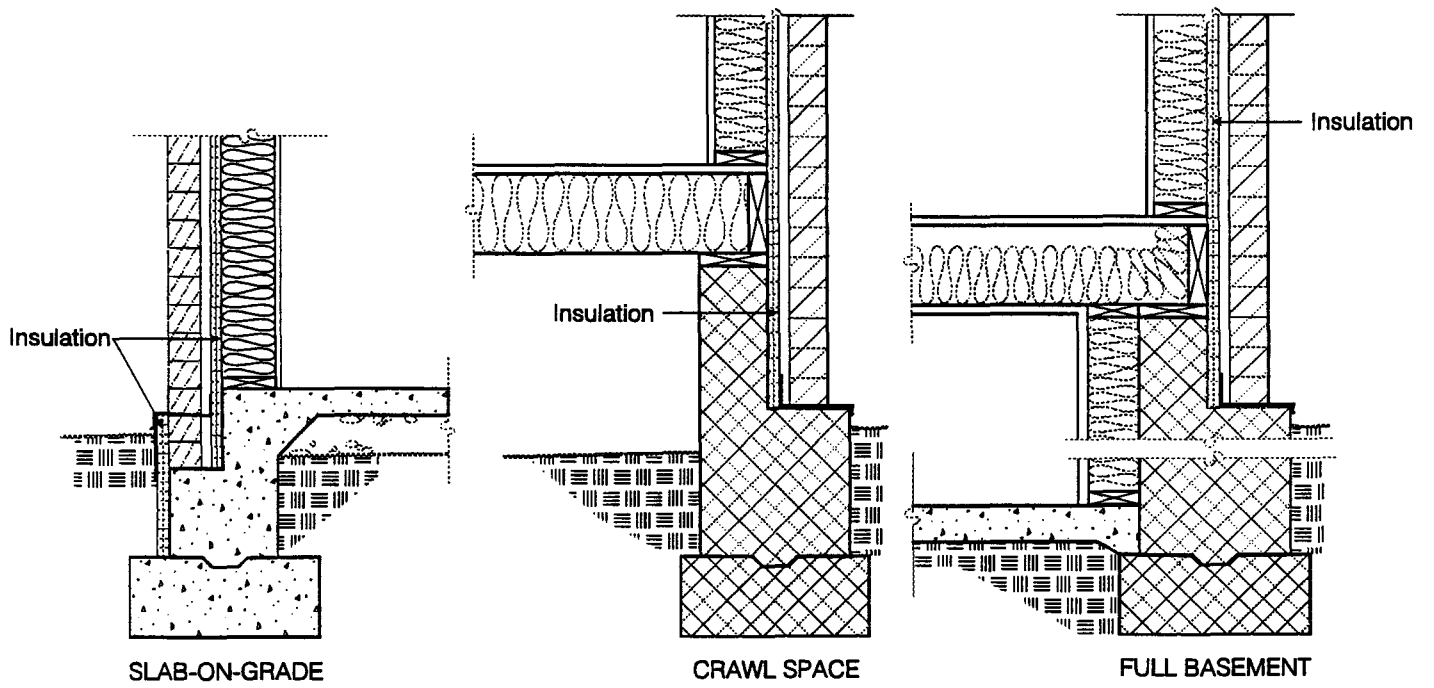 Insulation
Insulation
Insulation
SLAB-ON-GRADE
CRAWL SPACE
FULL BASEMENT